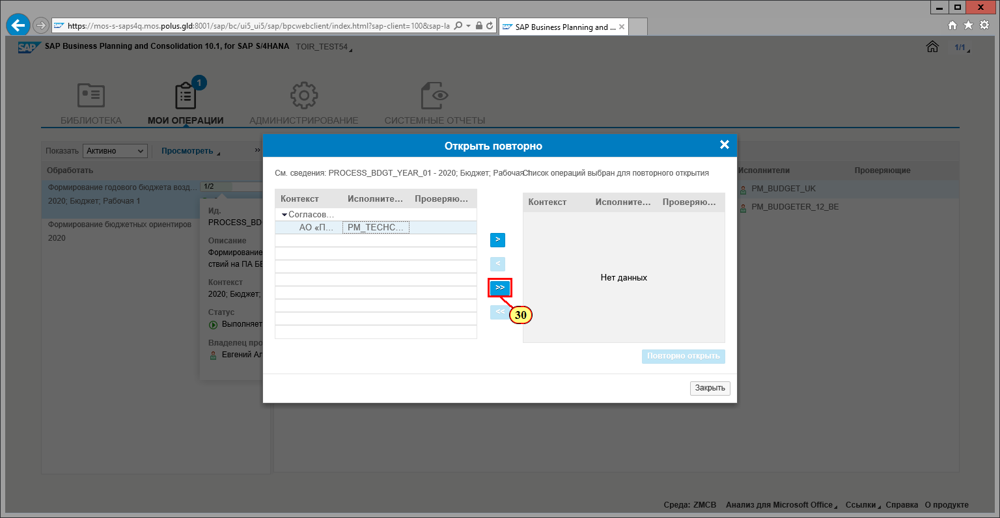 https://mos-s-saps4q.mos.polus.gld:8001/sap/bc/ui5_ui5/sap/bpcwebclient/index.html?sap-client=100&sap-la
SAP Business Planning and ...
SAP Business Planning and Consolidation 10.1, for SAP S/4HANA TOIR_TEST54
1/1
1
БИБЛИОТЕКА МОИ ОПЕРАЦИИ АДМИНИСТРИРОВАНИЕ СИСТЕМНЫЕ ОТЧЕТЫ
Показать Активно Просмотреть »
Обработать
Формирование годового бюджета возд... 1/2
2020; Бюджет; Рабочая 1
Формирование бюджетных ориентиров
2020
Ид.
PROCESS_BD
Описание
Формирование
ствий на ПА БЕ
Контекст
2020; Бюджет;
Статус
Выполняет
Владелец про
Евгений Ал
Открыть повторно
См. сведения: PROCESS_BDGT_YEAR_01 - 2020; Бюджет; Рабочая 1
Список операций выбран для повторного открытия
Контекст Исполните... Проверяю...
Согласов...
АО «П... PM_TECHC...
>
<
>>
<<
30
Контекст Исполните... Проверяю...
Нет данных
Повторно открыть
Закрыть
Исполнители Проверяющие
PM_BUDGET_UK
PM_BUDGETER_12_BE
Среда: ZMCB Анализ для Microsoft Office Ссылки Справка О продукте